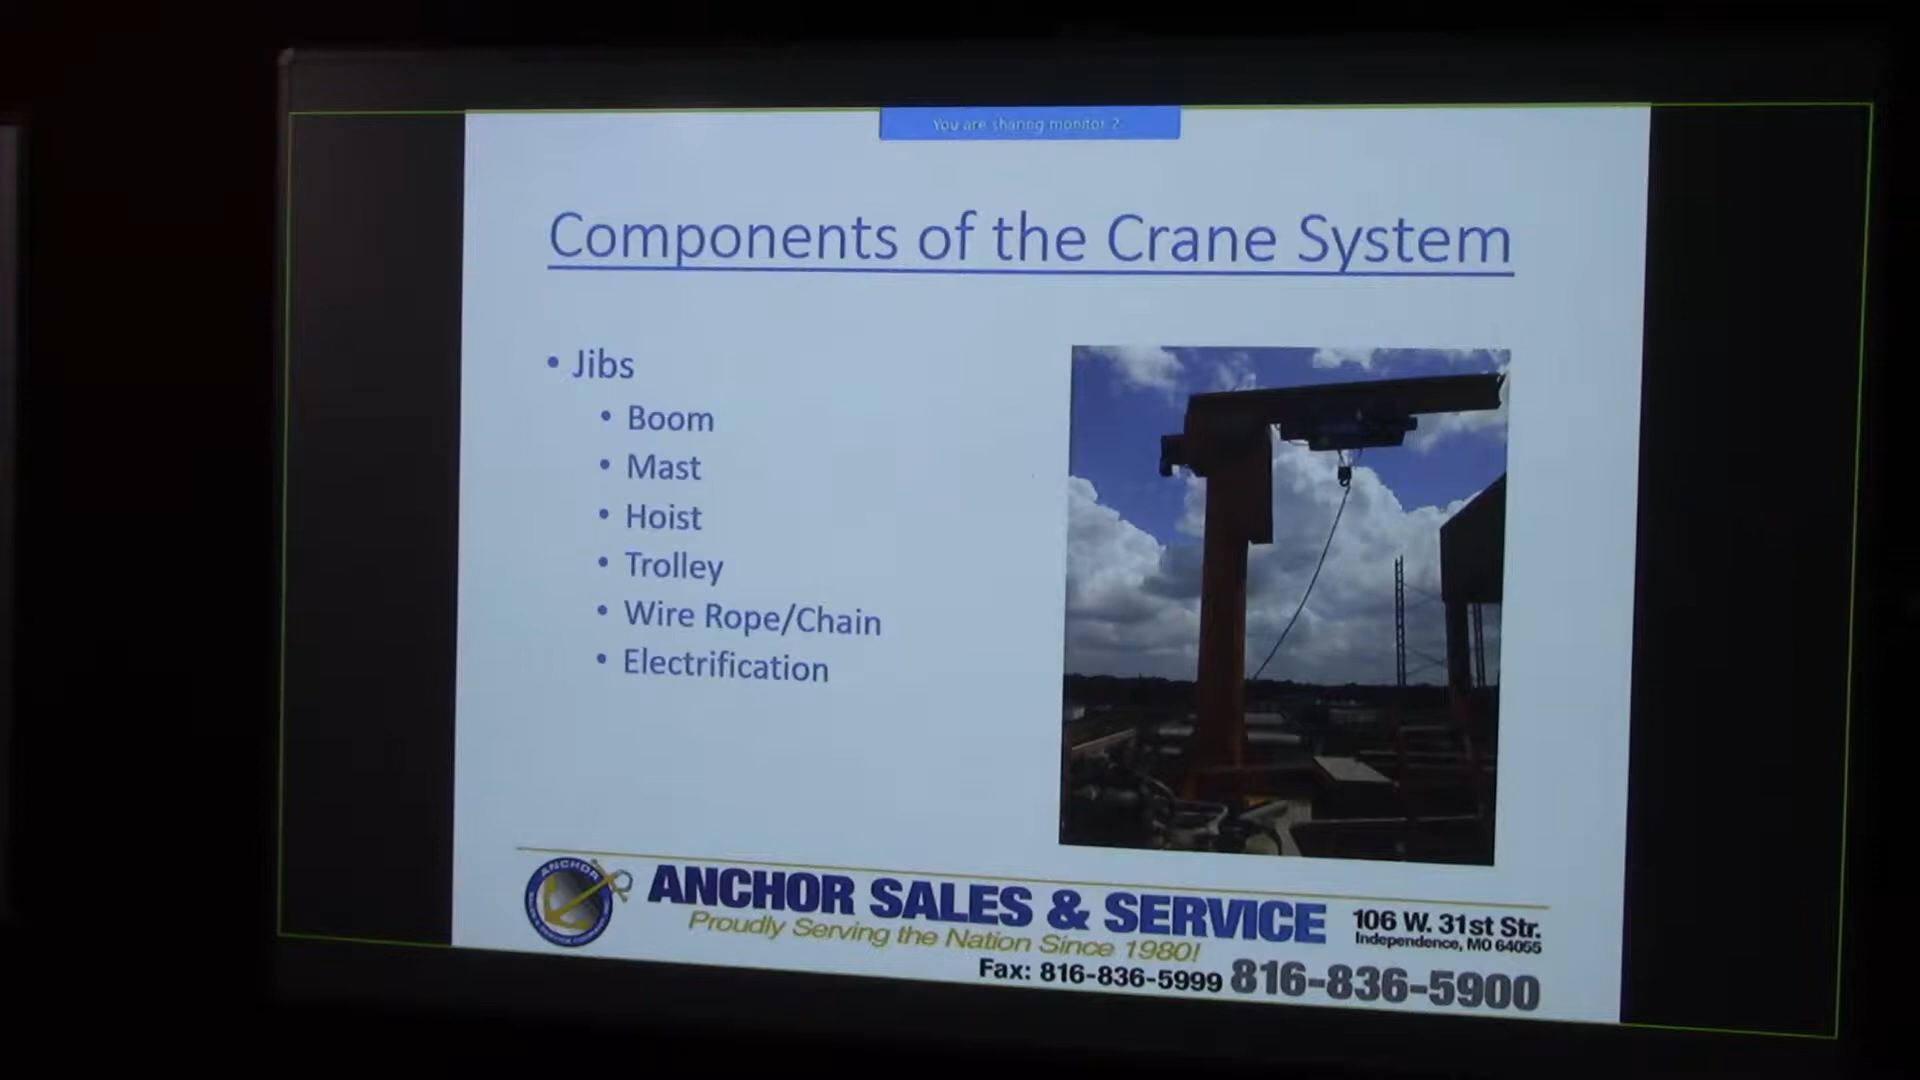 You are sharing monitor 2
Components of the Crane System
• Jibs
• Boom
• Mast
• Hoist
• Trolley
• Wire Rope/Chain
• Electrification
ANCHOR
ANCHOR SALES & SERVICE
Proudly Serving the Nation Since 1980!
106 W. 31st Str.
Independence, MO 64055
Fax: 816-836-5999 816-836-5900